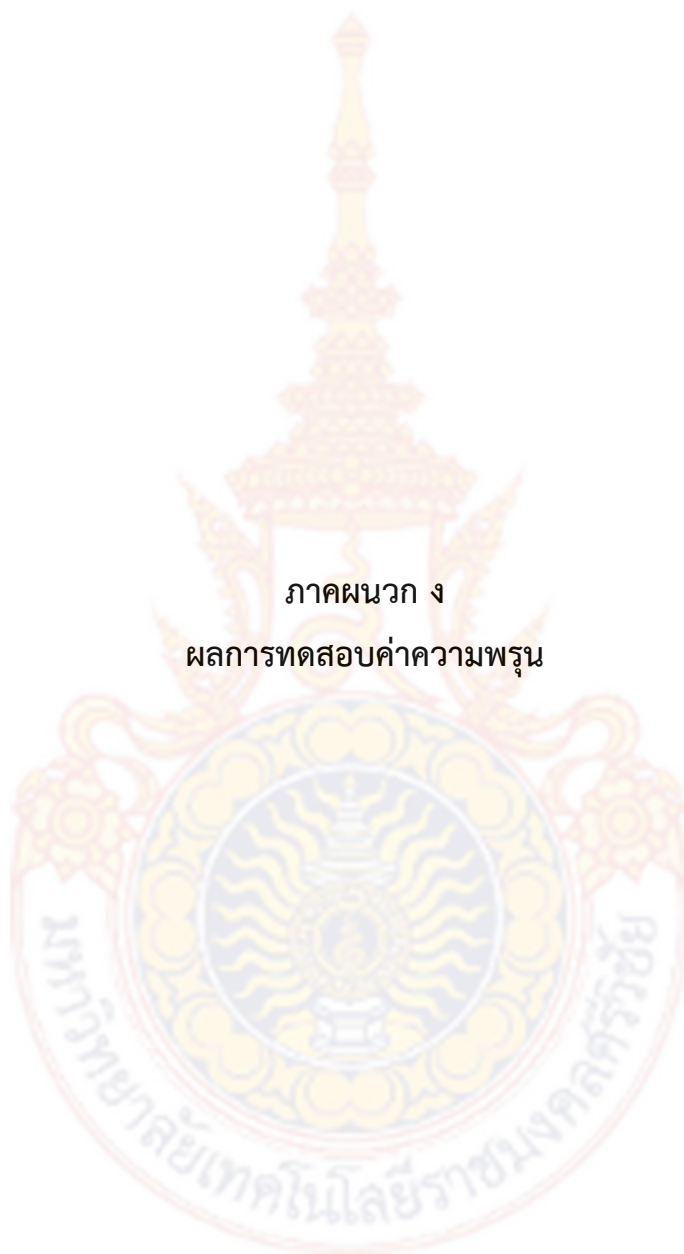 ภาคผนวก ง
ผลการทดสอบค่าความพรุน
มหาวิทยาลัยเทคโนโลยีราชมงคลศรีวิชัย